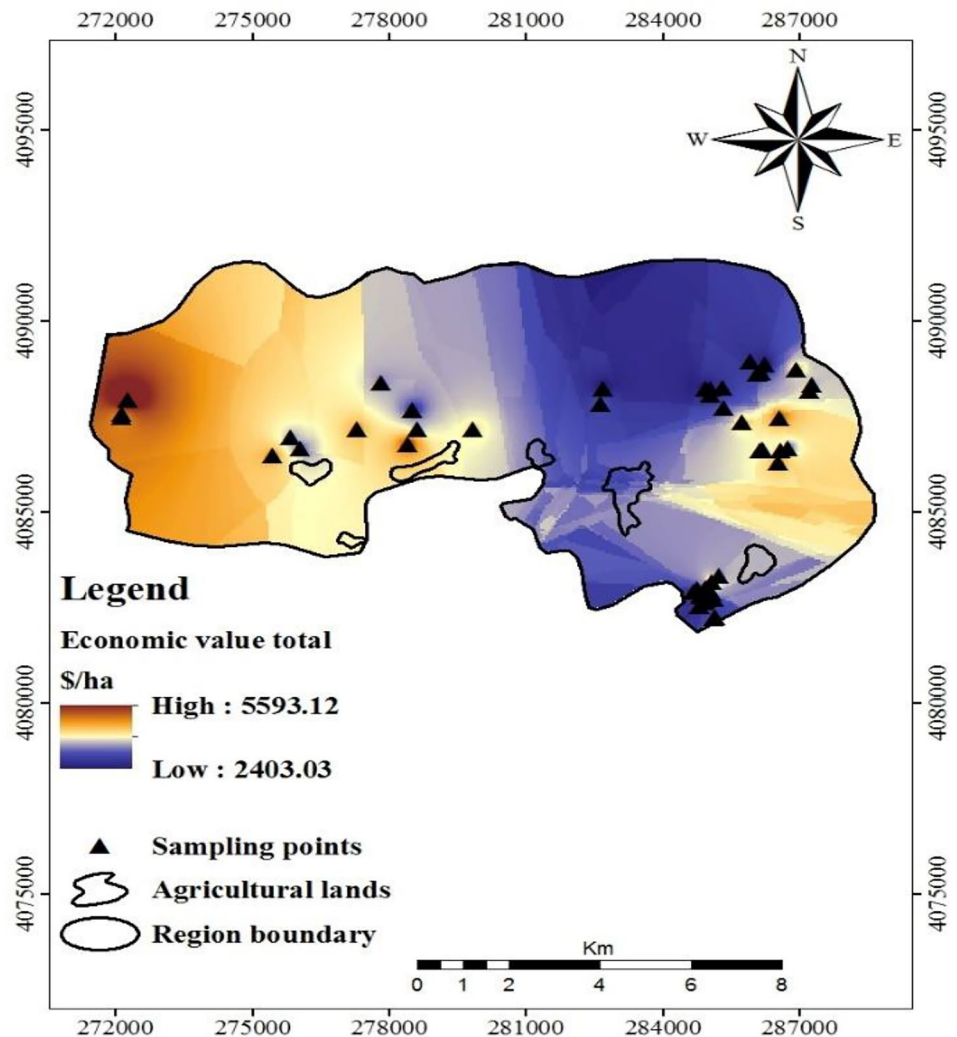 272000 275000 278000 281000 284000 287000
N
W E
S
4095000 4095000
4090000 4090000
4085000 4085000
Legend
Economic value total
$/ha
High : 5593.12
Low : 2403.03
4080000 4080000
Sampling points
Agricultural lands
Region boundary
4075000 4075000
Km
0 1 2 4 6 8
272000 275000 278000 281000 284000 287000